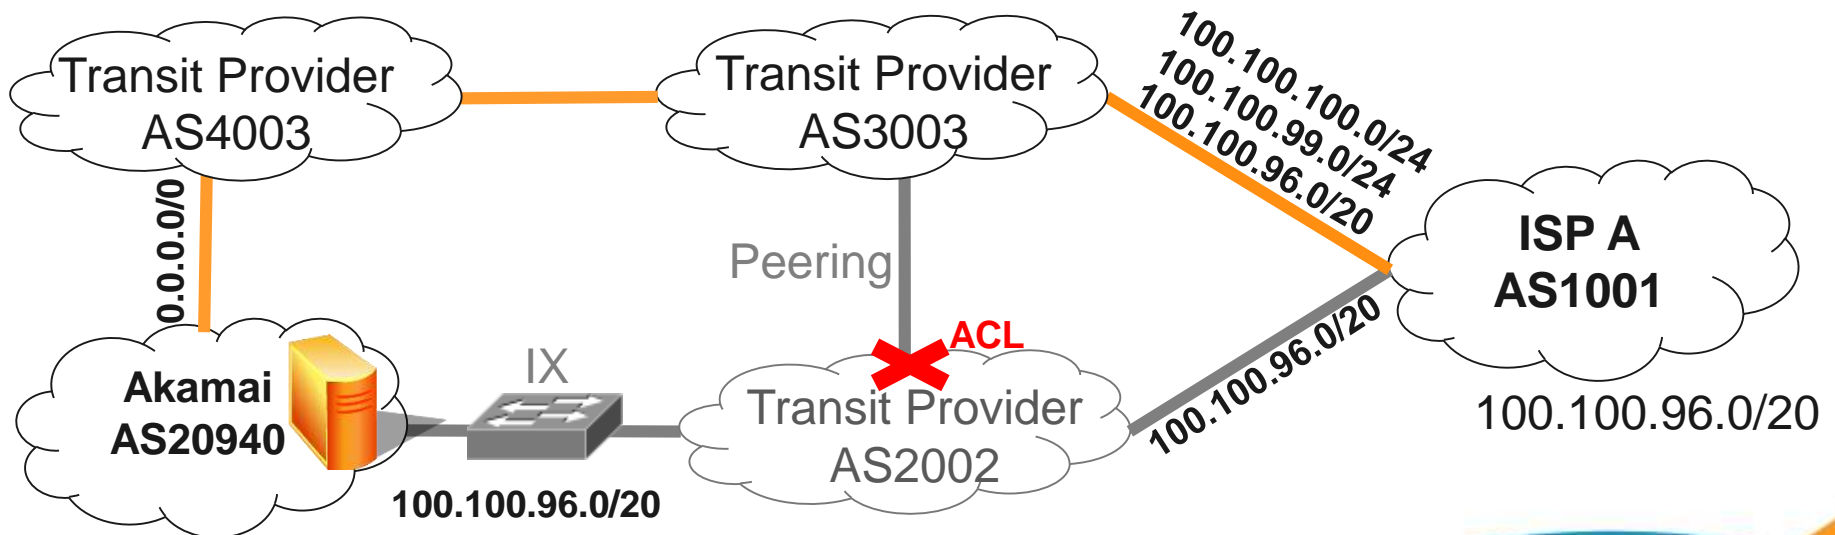 Transit Provider
AS4003
Transit Provider
AS3003
100.100.100.0/24
100.100.99.0/24
100.100.96.0/20
0.0.0.0/0
Peering
ISP A
AS1001
100.100.96.0/20
ACL
IX
Akamai
AS20940
Transit Provider
AS2002
100.100.96.0/20
100.100.96.0/20